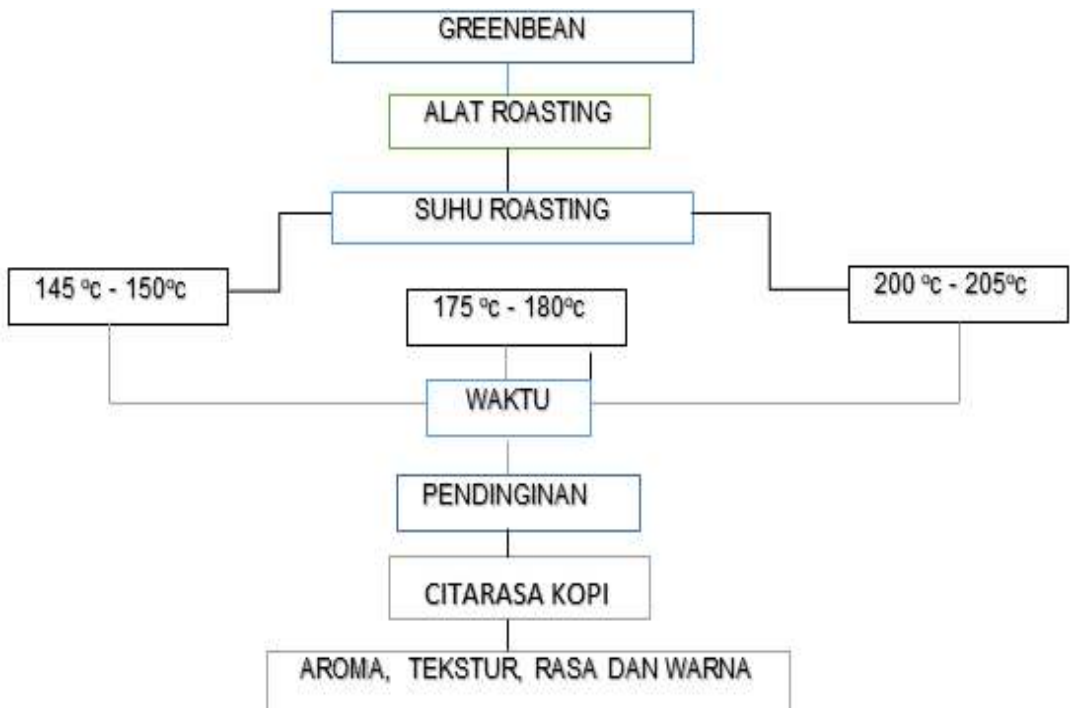 GREENBEAN
ALAT ROASTING
SUHU ROASTING
145 ºc - 150ºc
175 ºc - 180ºc
200 ºc - 205ºc
WAKTU
PENDINGINAN
CITARASA KOPI
AROMA, TEKSTUR, RASA DAN WARNA